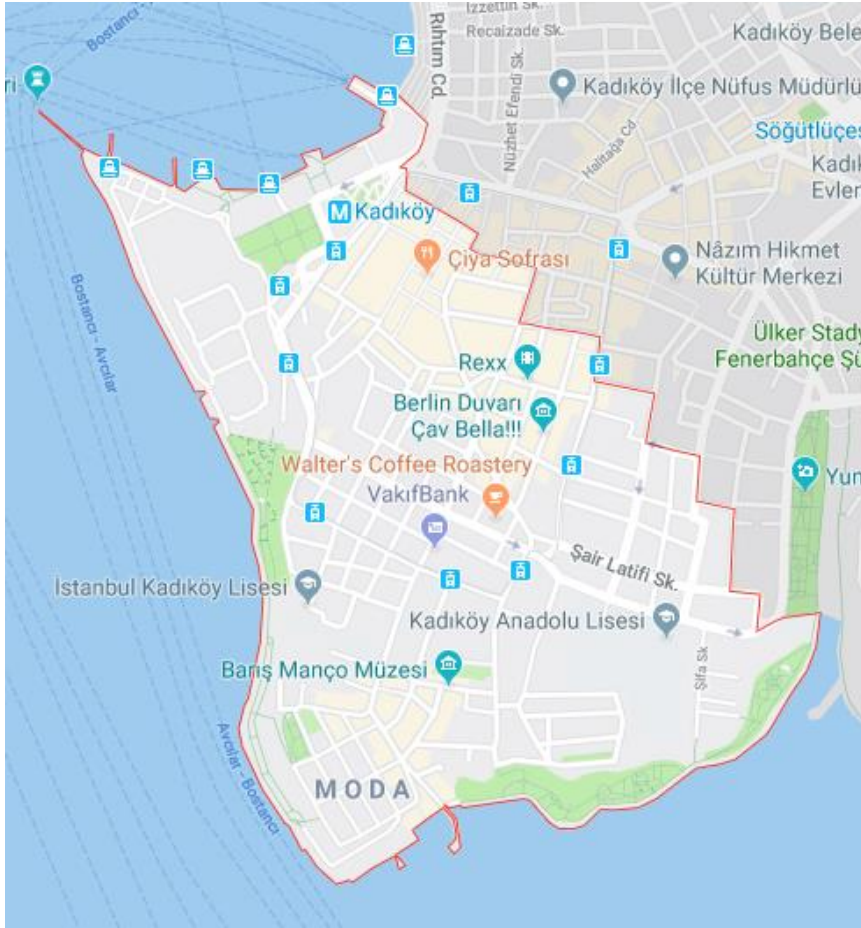 İzzettin Sk.
Recaizade Sk.
Kadıköy Bele
Bostancı -
Rıhtım Cd.
ri
Kadıköy İlçe Nüfus Müdürlü
Nüzhet Efendi Sk.
Halitağa Cd
Söğütlüçeş
Kadık
Evlen
M Kadıköy
Çiya Sofrası
Nâzım Hikmet
Kültür Merkezi
Bostancı - Avcılar
Ülker Stady
Fenerbahçe Şü
Rexx
Berlin Duvarı
Çav Bella!!!
Walter's Coffee Roastery
Yun
VakıfBank
Şair Latifi Sk.
İstanbul Kadıköy Lisesi
Kadıköy Anadolu Lisesi
Şifa Sk
Barış Manço Müzesi
Avcılar - Bostancı
MODA